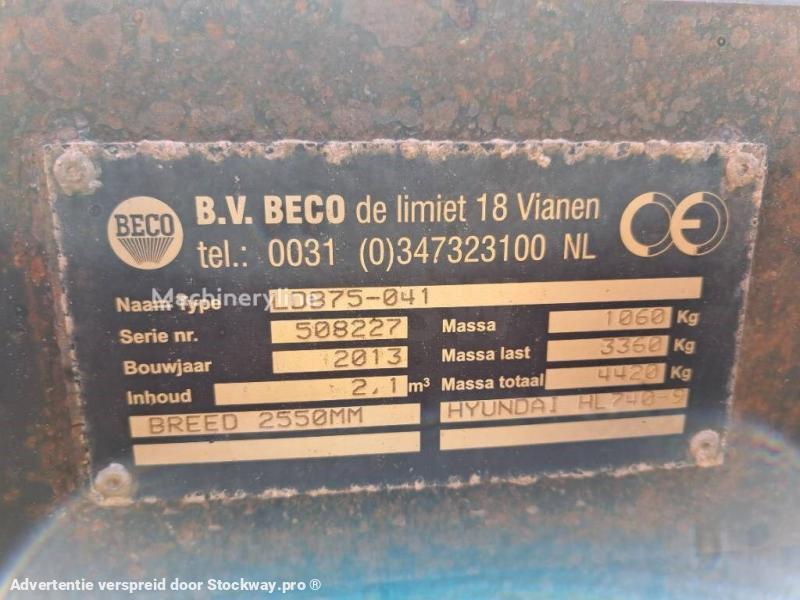 BECO
B.V. BECO de limiet 18 Vianen
tel.: 0031 (0)347323100 NL
CE
Machineryline
Naam Type LDB75-041
Serie nr. 508227
Bouwjaar 2013
Inhoud 2,1 m³
BREED 2550MM
Massa 1060 Kg
Massa last 3360 Kg
Massa totaal 4420 Kg
HYUNDAI HL740-9
Advertentie verspreid door Stockway.pro ®